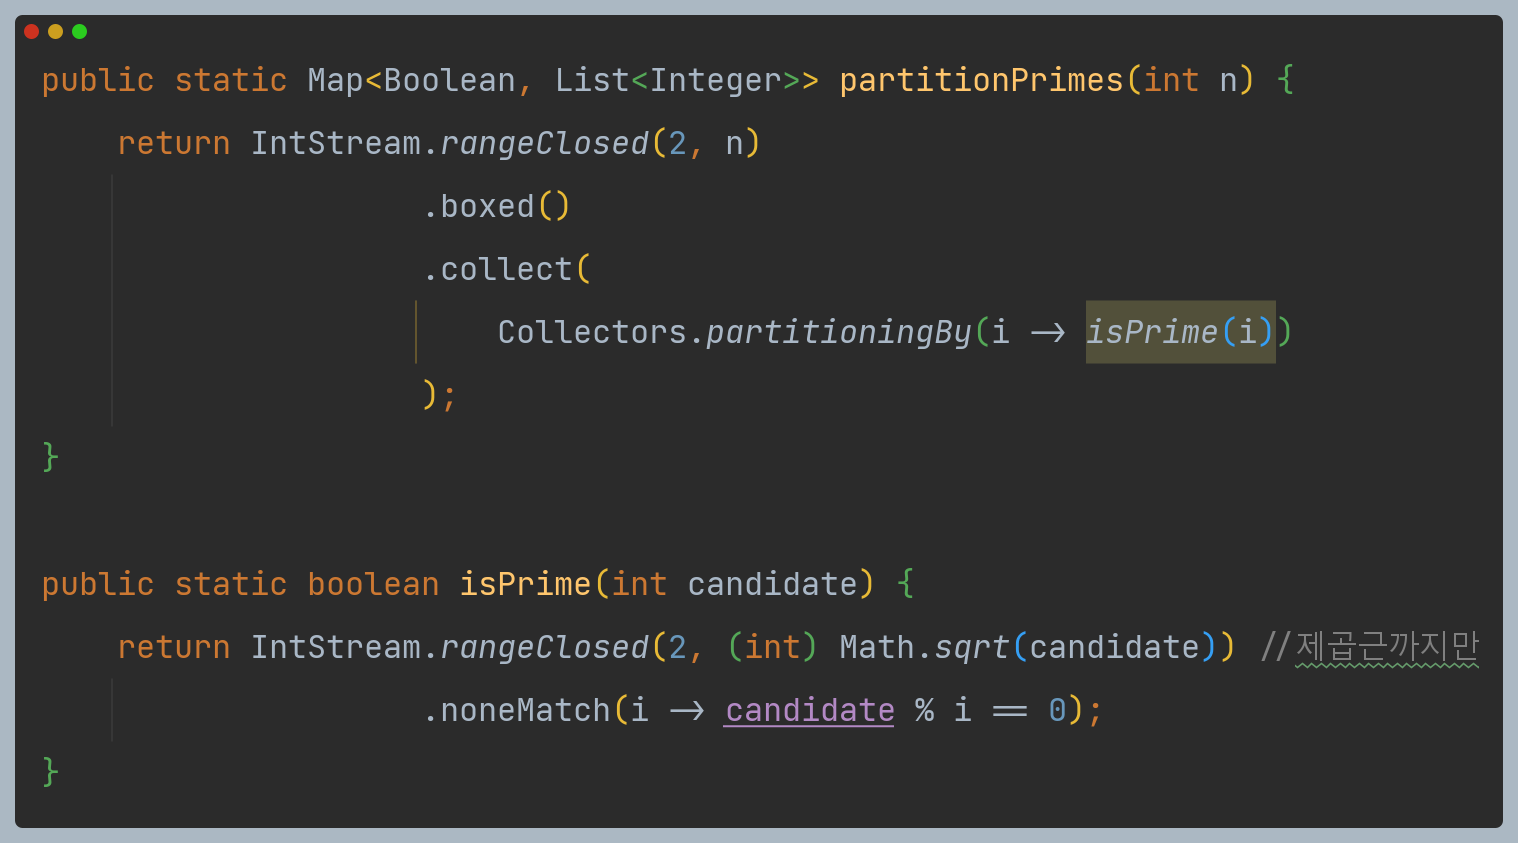 public static Map<Boolean, List<Integer>> partitionPrimes(int n) {
return IntStream.rangeClosed(2, n)
.boxed()
.collect(
Collectors.partitioningBy(i -> isPrime(i))
);
}
public static boolean isPrime(int candidate) {
return IntStream.rangeClosed(2, (int) Math.sqrt(candidate)) //제곱근까지만
.noneMatch(i -> candidate % i == 0);
}